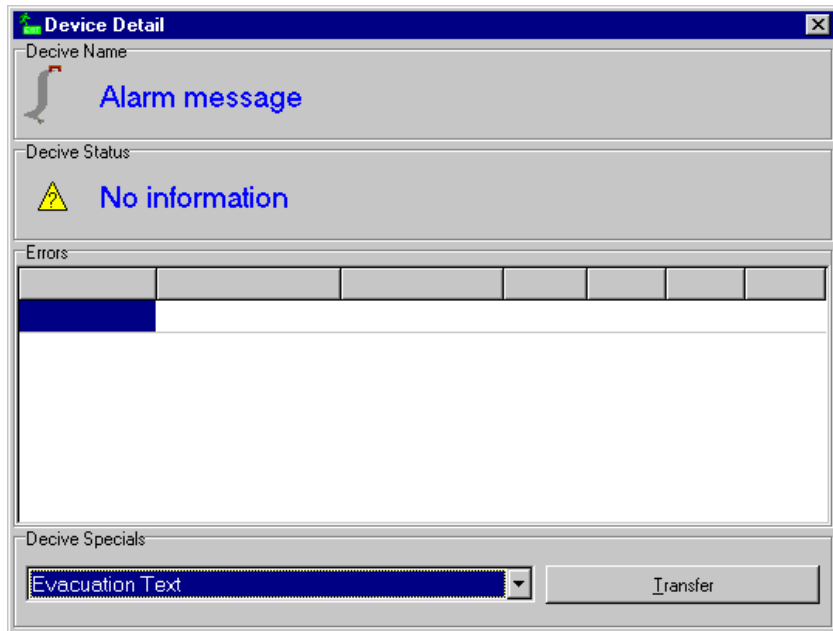 Device Detail
Decive Name
Alarm message
Decive Status
No information
Errors
Decive Specials
Evacuation Text
Transfer